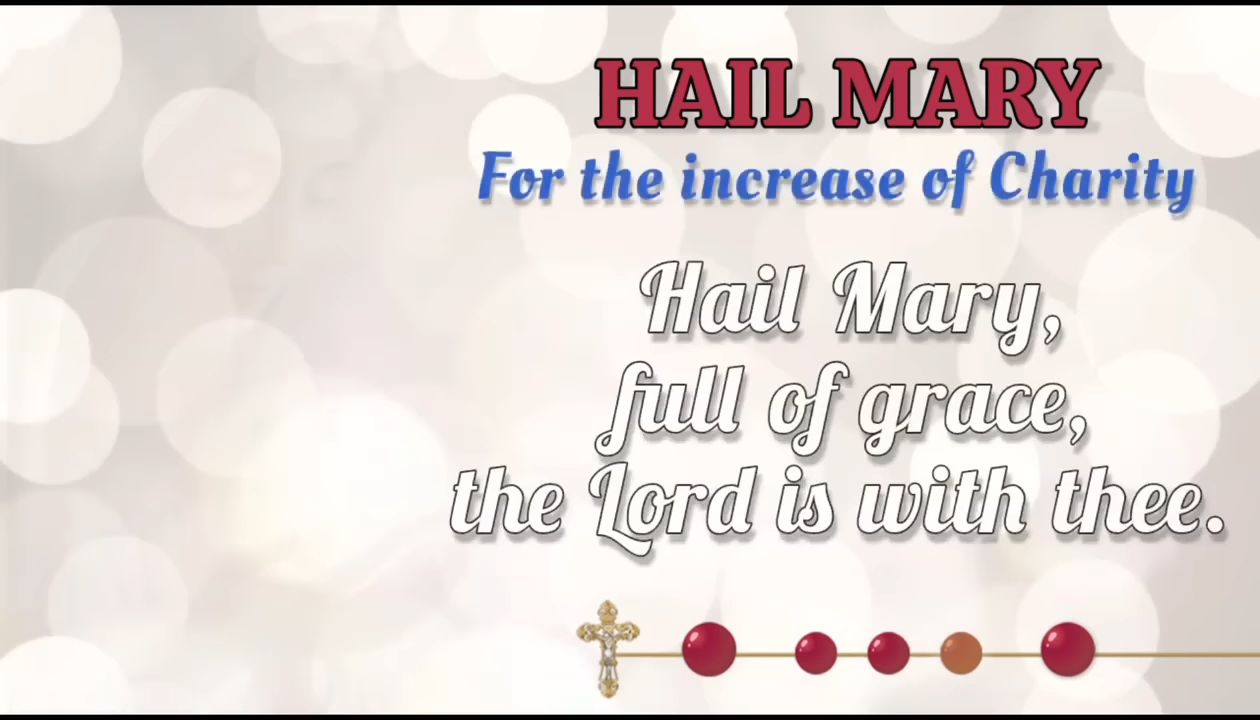 HAIL MARY
For the increase of Charity
Hail Mary,
full of grace,
the Lord is with thee.